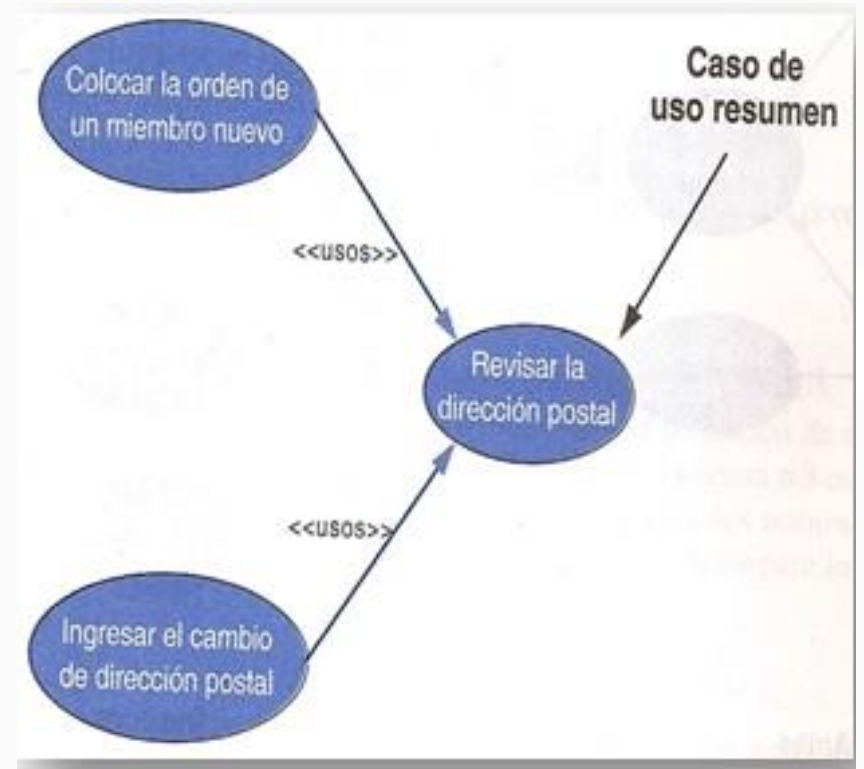 Colocar la orden de
un miembro nuevo
Caso de
uso resumen
<<usos>>
Revisar la
dirección postal
<<usos>>
Ingresar el cambio
de dirección postal